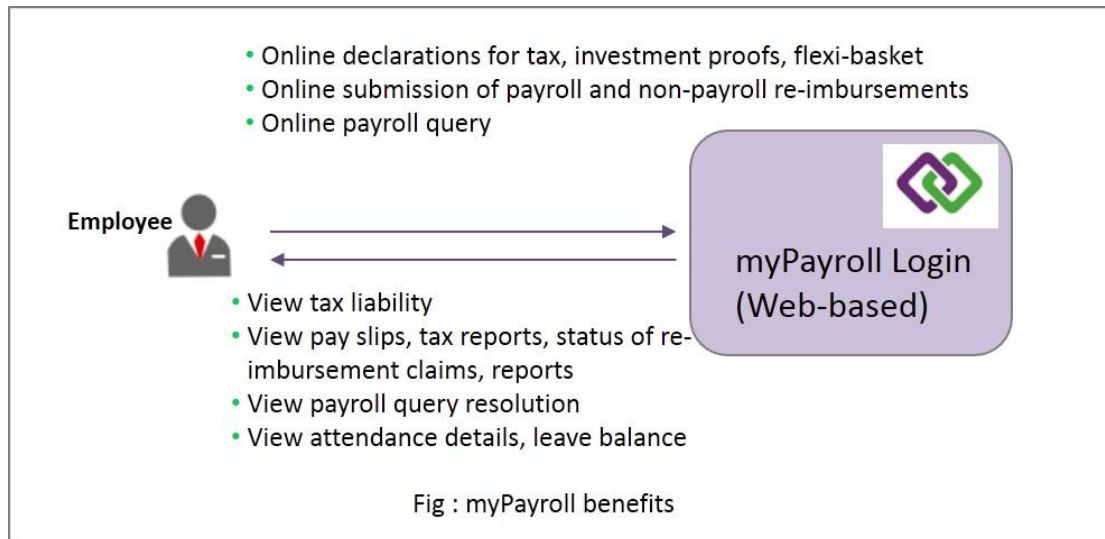 • Online declarations for tax, investment proofs, flexi-basket
• Online submission of payroll and non-payroll re-imbursements
• Online payroll query
Employee
myPayroll Login
(Web-based)
• View tax liability
• View pay slips, tax reports, status of re-
imbursement claims, reports
• View payroll query resolution
• View attendance details, leave balance
Fig : myPayroll benefits